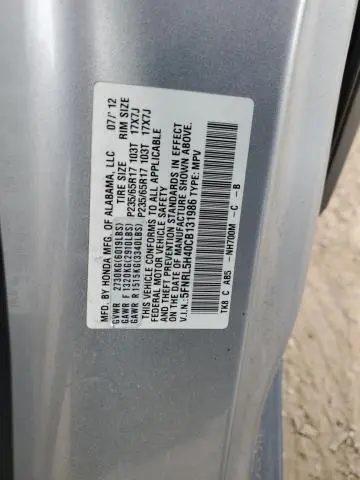 MFD. BY HONDA MFG. OF ALABAMA, LLC 07/'12
TIRE SIZE RIM SIZE
GVWR 2730KG(6019LBS)
GAWR F 1320KG(2910LBS) P235/65R17 103T 17X7J
GAWR R 1515KG(3340LBS) P235/65R17 103T 17X7J
THIS VEHICLE CONFORMS TO ALL APPLICABLE
FEDERAL MOTOR VEHICLE SAFETY, BUMPER, AND
THEFT PREVENTION STANDARDS IN EFFECT
ON THE DATE OF MANUFACTURE SHOWN ABOVE.
V.I.N.: 5FNRL5H40CB131986 TYPE: MPV
TK8 C AB5 -NH700M -C -B